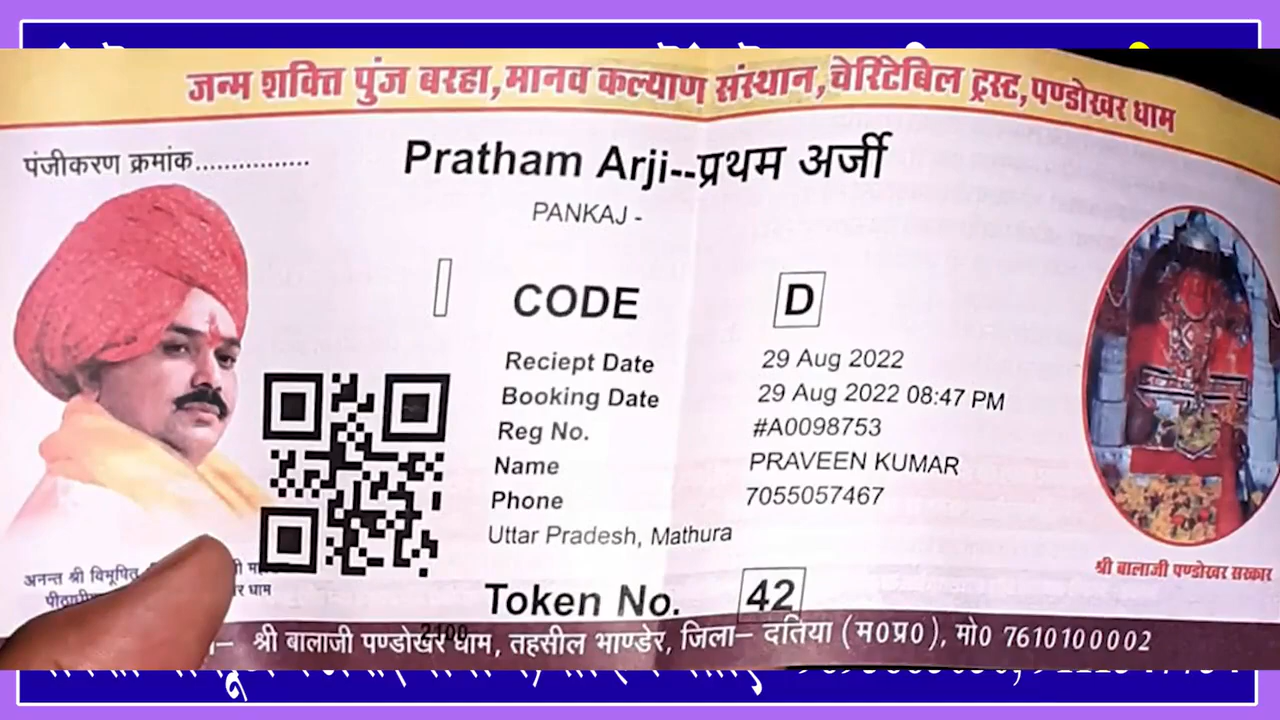 जन्म शक्ति पुंज बरहा,मानव कल्याण संस्थान,चेरिटेबिल ट्रस्ट,पण्डोखर धाम
पंजीकरण क्रमांक................
Pratham Arji--प्रथम अर्जी
PANKAJ -
CODE D
Reciept Date 29 Aug 2022
Booking Date 29 Aug 2022 08:47 PM
Reg No. #A0098753
Name PRAVEEN KUMAR
Phone 7055057467
Uttar Pradesh, Mathura
अनन्त श्री विभूषित
धाम
श्री बालाजी पण्डोखर सरकार
Token No. 42
2100
श्री बालाजी पण्डोखर धाम, तहसील भाण्डेर, जिला– दतिया (म0प्र0), मो0 7610100002